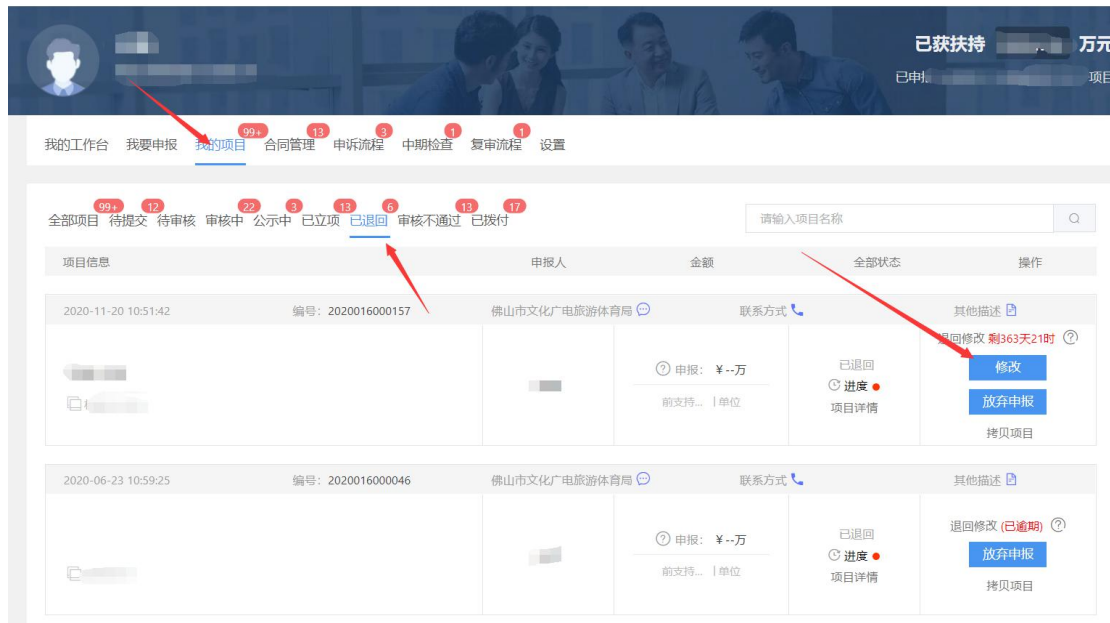 已获扶持 万元
已申 项目
99+ 13 3 1 1
我的工作台 我要申报 我的项目 合同管理 申诉流程 中期检查 复审流程 设置
99+ 12 22 3 13 6 13 17
全部项目 待提交 待审核 审核中 公示中 已立项 已退回 审核不通过 已拨付 请输入项目名称
项目信息 申报人 金额 全部状态 操作
2020-11-20 10:51:42 编号: 2020016000157 佛山市文化广电旅游体育局 联系方式 其他描述
退回修改 剩363天21时
已退回 修改
申报: ¥--万
进度
前支持... | 单位 放弃申报
项目详情
拷贝项目
2020-06-23 10:59:25 编号: 2020016000046 佛山市文化广电旅游体育局 联系方式 其他描述
退回修改 (已逾期)
已退回
申报: ¥--万
进度 放弃申报
前支持... | 单位 项目详情
拷贝项目